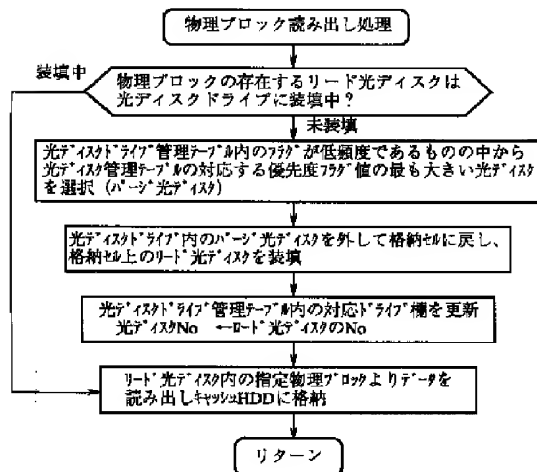 物理ブロック読み出し処理
装填中
物理ブロックの存在するリード光ディスクは
光ディスクドライブに装填中?
未装填
光ディスクドライブ管理テーブル内のフラグが低頻度であるものの中から
光ディスク管理テーブルの対応する優先度フラグ値の最も大きい光ディスク
を選択(パージ光ディスク)
光ディスクドライブ内のパージ光ディスクを外して格納セルに戻し、
格納セル上のリード光ディスクを装填
光ディスクドライブ管理テーブル内の対応ドライブ欄を更新
光ディスクNo ←ロード光ディスクのNo
リード光ディスク内の指定物理ブロックよりデータを
読み出しキャッシュHDDに格納
リターン